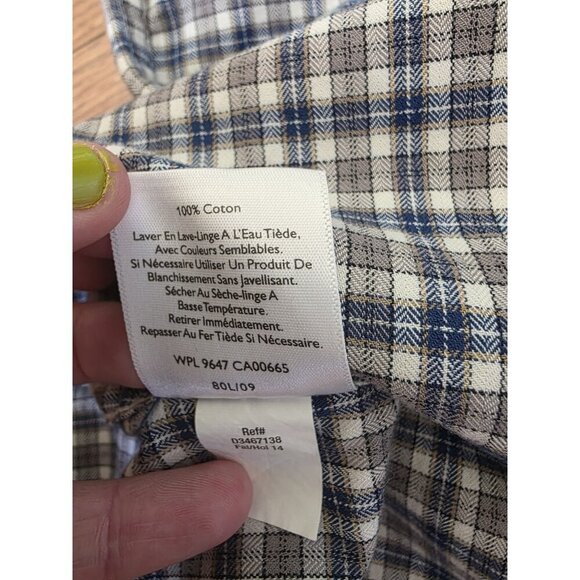 100% Coton
Laver En Lave-Linge A L'Eau Tiède,
Avec Couleurs Semblables.
Si Nécessaire Utiliser Un Produit De
Blanchissement Sans Javellisant.
Sécher Au Sèche-linge A
Basse Température.
Retirer Immédiatement.
Repasser Au Fer Tiède Si Nécessaire.
WPL 9647 CA00665
80L/09
Ref#
D3467138
Fal/Hol 14